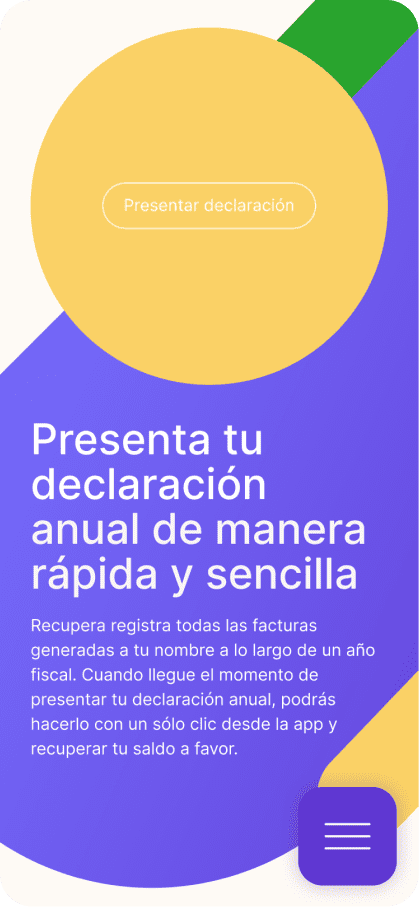 Presentar declaración
Presenta tu
declaración
anual de manera
rápida y sencilla
Recupera registra todas las facturas
generadas a tu nombre a lo largo de un año
fiscal. Cuando llegue el momento de
presentar tu declaración anual, podrás
hacerlo con un sólo clic desde la app y
recuperar tu saldo a favor.